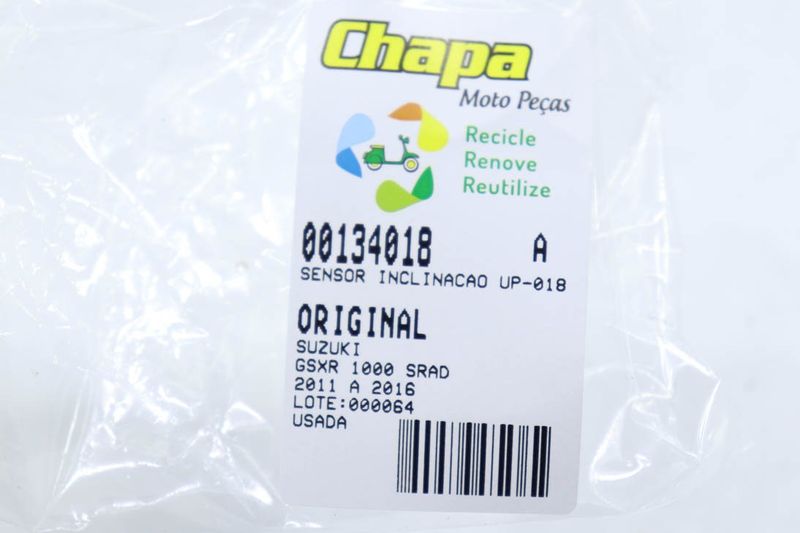 Chapa
Moto Peças
Recicle
Renove
Reutilize
00134018 A
SENSOR INCLINACAO UP-018
ORIGINAL
SUZUKI
GSXR 1000 SRAD
2011 A 2016
LOTE:000064
USADA